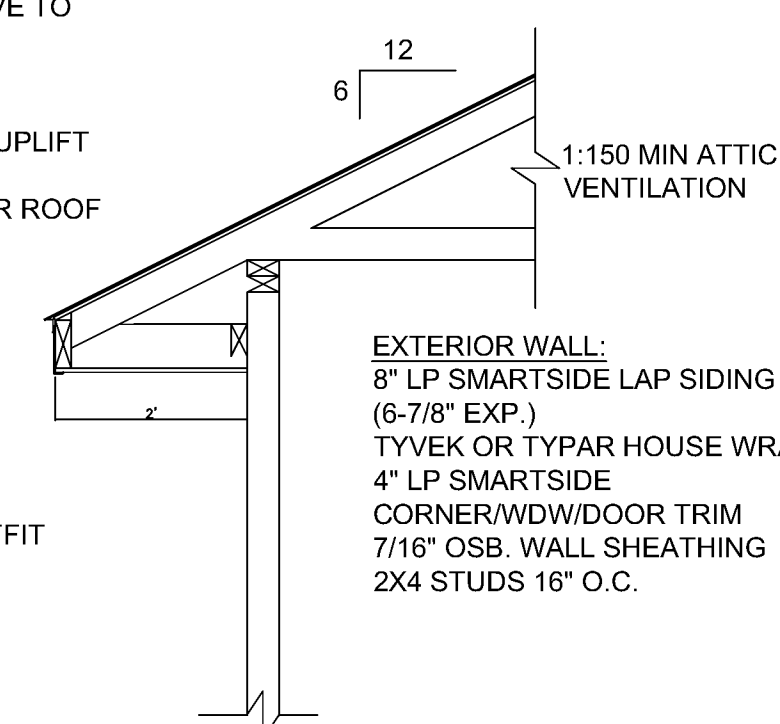 VE TO
12
6
UPLIFT
1:150 MIN ATTIC
VENTILATION
R ROOF
EXTERIOR WALL:
8" LP SMARTSIDE LAP SIDING
(6-7/8" EXP.)
TYVEK OR TYPAR HOUSE WRA
4" LP SMARTSIDE
CORNER/WDW/DOOR TRIM
7/16" OSB. WALL SHEATHING
2X4 STUDS 16" O.C.
2'
FIT